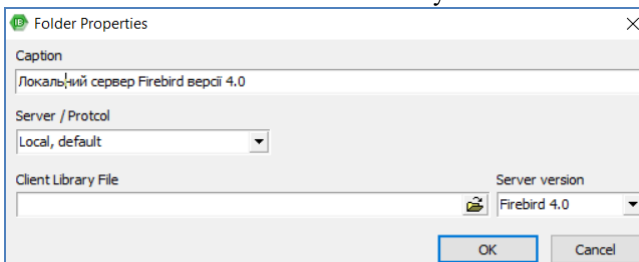 Folder Properties
Caption
Локальний сервер Firebird версії 4.0
Server / Protcol
Local, default
Client Library File
Server version
Firebird 4.0
OK
Cancel